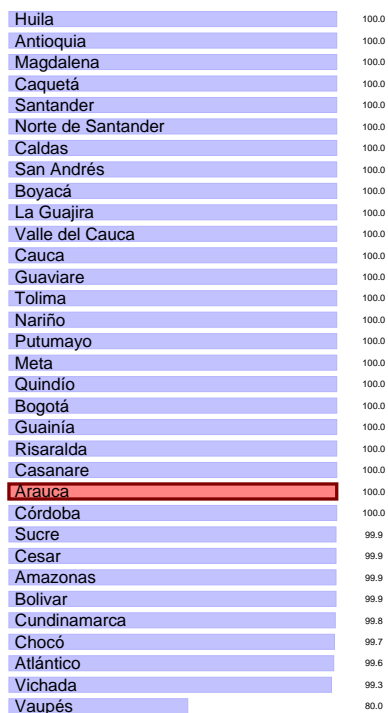 Huila 100.0
Antioquia 100.0
Magdalena 100.0
Caquetá 100.0
Santander 100.0
Norte de Santander 100.0
Caldas 100.0
San Andrés 100.0
Boyacá 100.0
La Guajira 100.0
Valle del Cauca 100.0
Cauca 100.0
Guaviare 100.0
Tolima 100.0
Nariño 100.0
Putumayo 100.0
Meta 100.0
Quindío 100.0
Bogotá 100.0
Guainía 100.0
Risaralda 100.0
Casanare 100.0
Arauca 100.0
Córdoba 100.0
Sucre 99.9
Cesar 99.9
Amazonas 99.9
Bolivar 99.9
Cundinamarca 99.8
Chocó 99.7
Atlántico 99.6
Vichada 99.3
Vaupés 80.0